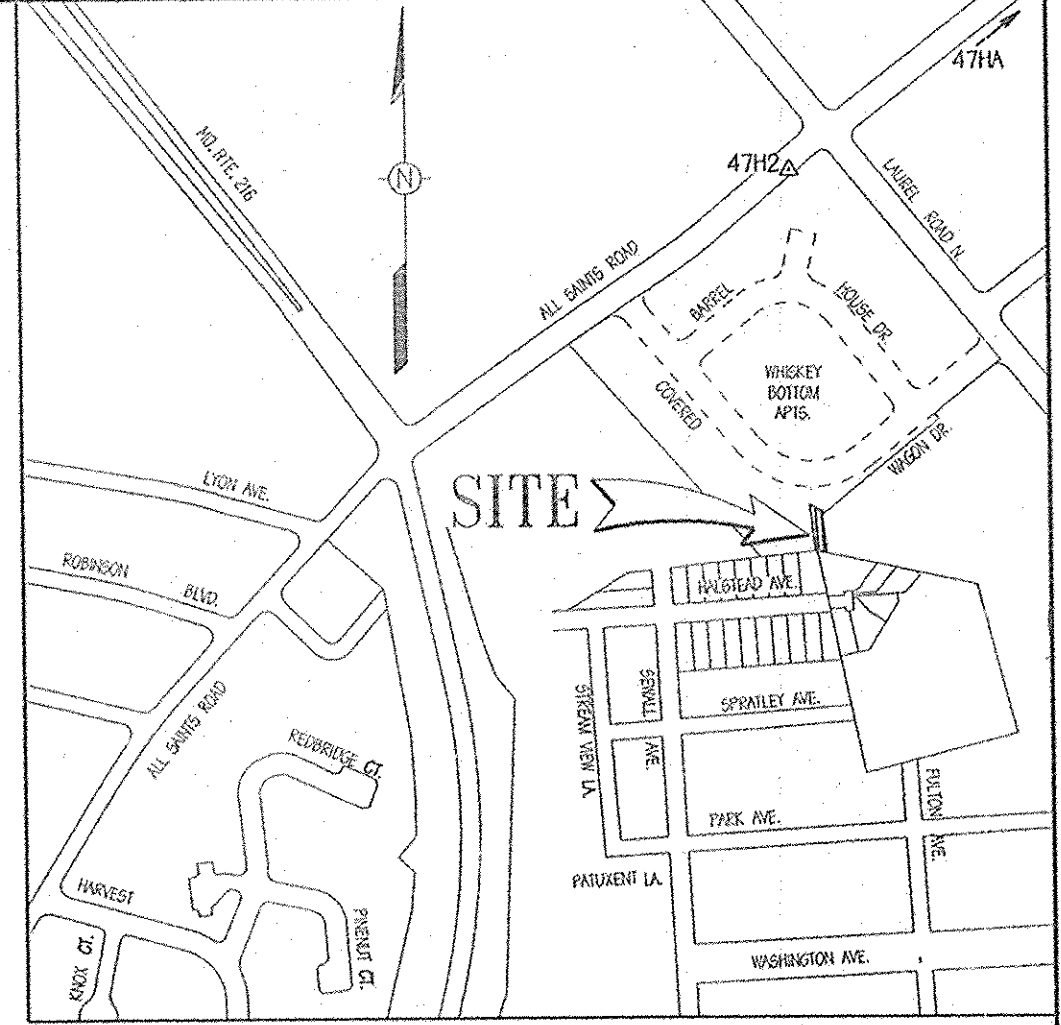 47HA
MD. RTE. 216
47H2
LAUREL ROAD N.
N
ALL SAINTS ROAD
BARREL
HOUSE DR.
WHISKEY
BOTTOM
APTS.
COVERED
WAGON DR.
LYON AVE.
SITE
ROBINSON
BLVD.
HALSTEAD AVE.
SEWALL
AVE.
STREAM VIEW LA.
SPRATLEY AVE.
ALL SAINTS ROAD
REDBRIDGE CT.
FULTON
AVE.
PARK AVE.
PATUXENT LA.
HARVEST
PINENUT CT.
KNOX CT.
WASHINGTON AVE.